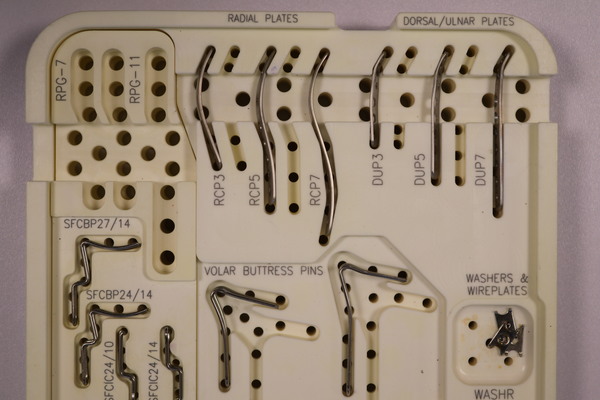 RADIAL PLATES
DORSAL/ULNAR PLATES
RPG-7
RPG-11
RCP3
RCP5
RCP7
DUP3
DUP5
DUP7
SFCBP27/14
VOLAR BUTTRESS PINS
WASHERS &
WIREPLATES
SFCBP24/14
SFCIC24/10
SFCIC24/14
WASHR